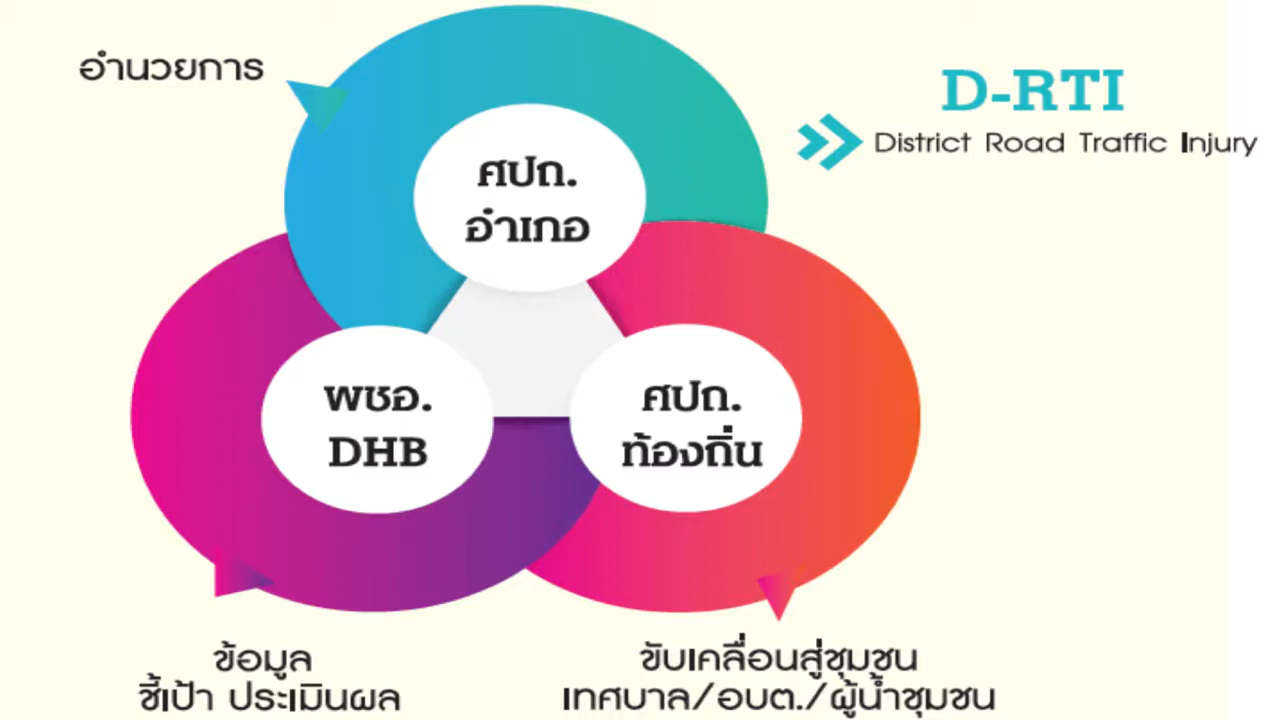 อำนวยการ
D-RTI
District Road Traffic Injury
ศปถ.
อำเภอ
พชอ.
DHB
ศปถ.
ท้องถิ่น
ข้อมูล
ชี้เป้า ประเมินผล
ขับเคลื่อนสู่ชุมชน
เทศบาล/อบต./ผู้น้ำชุมชน